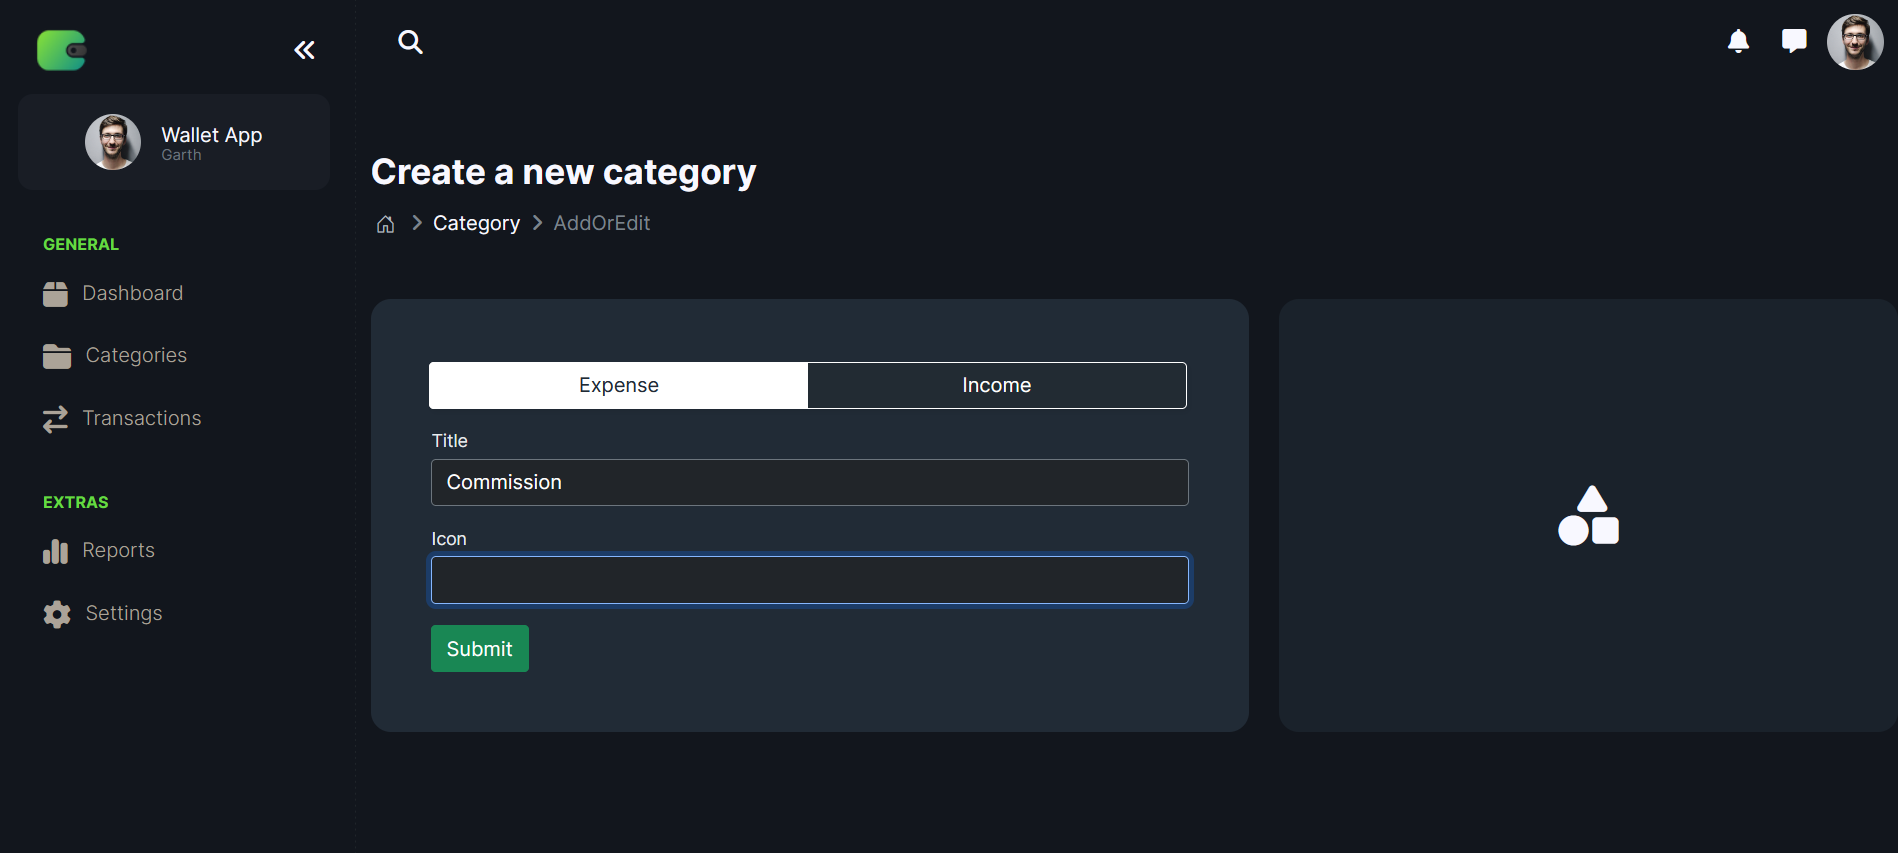 Wallet App
Garth
GENERAL
Dashboard
Categories
Transactions
EXTRAS
Reports
Settings
Create a new category
Category AddOrEdit
Expense Income
Title
Commission
Icon
Submit